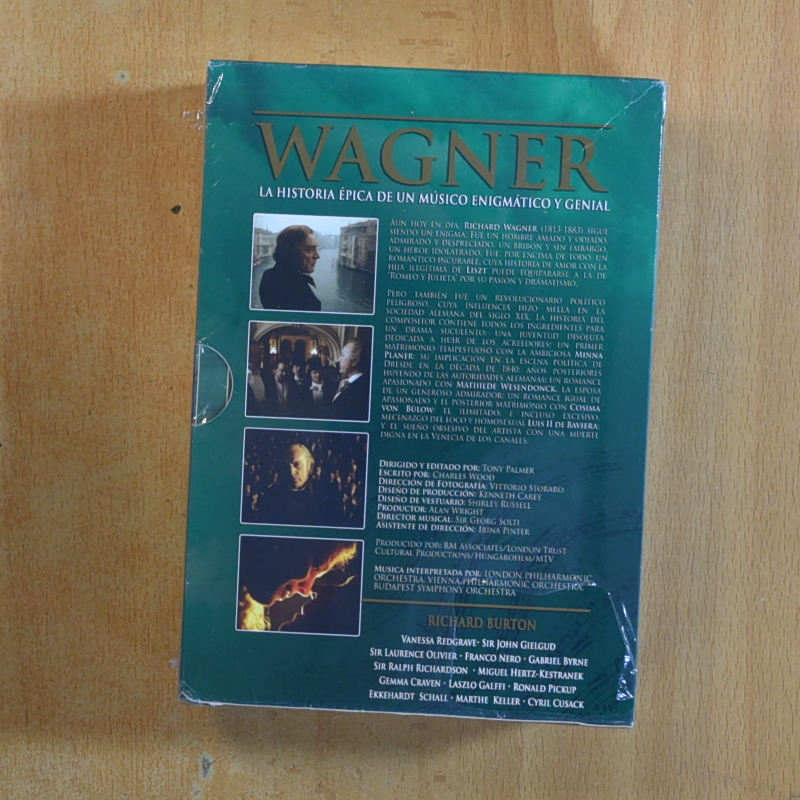 WAGNER
LA HISTORIA ÉPICA DE UN MÚSICO ENIGMÁTICO Y GENIAL
AUN HOY EN DÍA, RICHARD WAGNER (1813-1883) SIGUE
SIENDO UN ENIGMA. FUE UN HOMBRE AMADO Y ODIADO,
ADMIRADO Y DESPRECIADO, UN BRIBÓN Y SIN EMBARGO,
UN HÉROE IDOLATRADO. FUE, POR ENCIMA DE TODO, UN
ROMÁNTICO INCURABLE, CUYA HISTORIA DE AMOR CON LA
HIJA ILEGÍTIMA DE LISZT PUEDE EQUIPARARSE A LA DE
"ROMEO Y JULIETA" POR SU PASIÓN Y DRAMATISMO.
PERO TAMBIÉN FUE UN REVOLUCIONARIO POLÍTICO
PELIGROSO, CUYA INFLUENCIA HIZO MELLA EN LA
SOCIEDAD ALEMANA DEL SIGLO XIX. LA HISTORIA DEL
COMPOSITOR CONTIENE TODOS LOS INGREDIENTES PARA
UN DRAMA SUCULENTO: UNA JUVENTUD DISOLUTA
DEDICADA A HUIR DE LOS ACREEDORES; UN PRIMER
MATRIMONIO TEMPESTUOSO CON LA AMBICIOSA MINNA
PLANER; SU IMPLICACIÓN EN LA ESCENA POLÍTICA DE
DRESDE EN LA DÉCADA DE 1840; AÑOS POSTERIORES
HUYENDO DE LAS AUTORIDADES ALEMANAS; UN ROMANCE
APASIONADO CON MATHILDE WESENDONCK, LA ESPOSA
DE UN GENEROSO ADMIRADOR; UN ROMANCE IGUAL DE
APASIONADO Y EL POSTERIOR MATRIMONIO CON COSIMA
VON BÜLOW; EL ILIMITADO, E INCLUSO EXCESIVO,
MECENAZGO DEL LOCO Y HOMOSEXUAL LUIS II DE BAVIERA;
Y EL SUEÑO OBSESIVO DEL ARTISTA CON UNA MUERTE
DIGNA EN LA VENECIA DE LOS CANALES.
DIRIGIDO Y EDITADO POR: TONY PALMER
ESCRITO POR: CHARLES WOOD
DIRECCIÓN DE FOTOGRAFÍA: VITTORIO STORARO
DISEÑO DE PRODUCCIÓN: KENNETH CAREY
DISEÑO DE VESTUARIO: SHIRLEY RUSSELL
PRODUCTOR: ALAN WRIGHT
DIRECTOR MUSICAL: SIR GEORG SOLTI
ASISTENTE DE DIRECCIÓN: IRINA PINTER
PRODUCIDO POR: RM ASSOCIATES/LONDON TRUST
CULTURAL PRODUCTIONS/HUNGAROFILM/MTV
MUSICA INTERPRETADA POR: LONDON PHILHARMONIC
ORCHESTRA, VIENNA PHILHARMONIC ORCHESTRA,
BUDAPEST SYMPHONY ORCHESTRA
RICHARD BURTON
VANESSA REDGRAVE · SIR JOHN GIELGUD
SIR LAURENCE OLIVIER · FRANCO NERO · GABRIEL BYRNE
SIR RALPH RICHARDSON · MIGUEL HERTZ-KESTRANEK
GEMMA CRAVEN · LASZLO GALFFI · RONALD PICKUP
EKKEHARDT SCHALL · MARTHE KELLER · CYRIL CUSACK